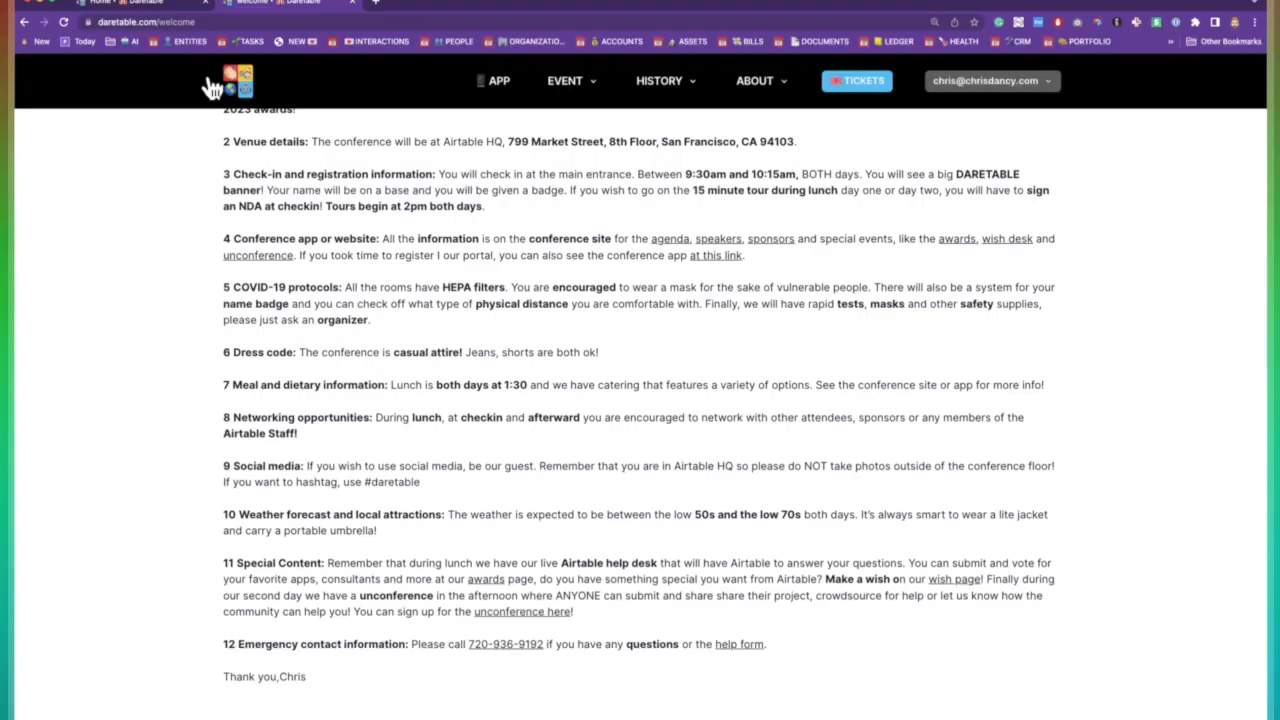 Home · Daretable
welcome · Daretable
daretable.com/welcome
New Today AI ENTITIES TASKS NEW INTERACTIONS PEOPLE ORGANIZATIO... ACCOUNTS ASSETS BILLS DOCUMENTS LEDGER HEALTH CRM PORTFOLIO » Other Bookmarks
APP EVENT HISTORY ABOUT TICKETS chris@chrisdancy.com
2023 awards!
2 Venue details: The conference will be at Airtable HQ, 799 Market Street, 8th Floor, San Francisco, CA 94103.
3 Check-in and registration information: You will check in at the main entrance. Between 9:30am and 10:15am, BOTH days. You will see a big DARETABLE
banner! Your name will be on a base and you will be given a badge. If you wish to go on the 15 minute tour during lunch day one or day two, you will have to sign
an NDA at checkin! Tours begin at 2pm both days.
4 Conference app or website: All the information is on the conference site for the agenda, speakers, sponsors and special events, like the awards, wish desk and
unconference. If you took time to register I our portal, you can also see the conference app at this link.
5 COVID-19 protocols: All the rooms have HEPA filters. You are encouraged to wear a mask for the sake of vulnerable people. There will also be a system for your
name badge and you can check off what type of physical distance you are comfortable with. Finally, we will have rapid tests, masks and other safety supplies,
please just ask an organizer.
6 Dress code: The conference is casual attire! Jeans, shorts are both ok!
7 Meal and dietary information: Lunch is both days at 1:30 and we have catering that features a variety of options. See the conference site or app for more info!
8 Networking opportunities: During lunch, at checkin and afterward you are encouraged to network with other attendees, sponsors or any members of the
Airtable Staff!
9 Social media: If you wish to use social media, be our guest. Remember that you are in Airtable HQ so please do NOT take photos outside of the conference floor!
If you want to hashtag, use #daretable
10 Weather forecast and local attractions: The weather is expected to be between the low 50s and the low 70s both days. It's always smart to wear a lite jacket
and carry a portable umbrella!
11 Special Content: Remember that during lunch we have our live Airtable help desk that will have Airtable to answer your questions. You can submit and vote for
your favorite apps, consultants and more at our awards page, do you have something special you want from Airtable? Make a wish on our wish page! Finally during
our second day we have a unconference in the afternoon where ANYONE can submit and share share their project, crowdsource for help or let us know how the
community can help you! You can sign up for the unconference here!
12 Emergency contact information: Please call 720-936-9192 if you have any questions or the help form.
Thank you,Chris